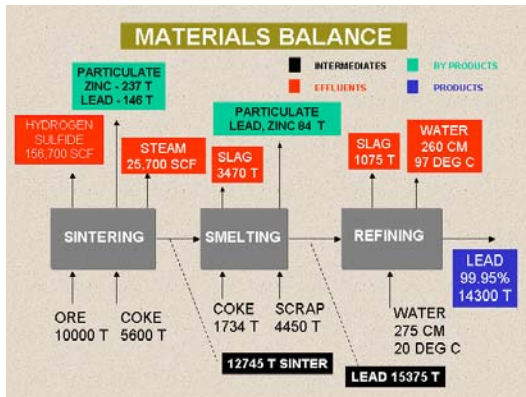 MATERIALS BALANCE
PARTICULATE
ZINC - 237 T
LEAD - 146 T
INTERMEDIATES
BY PRODUCTS
EFFLUENTS
PRODUCTS
HYDROGEN
SULFIDE
156,700 SCF
STEAM
25,700 SCF
PARTICULATE
LEAD, ZINC 84 T
SLAG
3470 T
SLAG
1075 T
WATER
260 CM
97 DEG C
SINTERING
SMELTING
REFINING
LEAD
99.95%
14300 T
ORE
10000 T
COKE
5600 T
COKE
1734 T
SCRAP
4450 T
WATER
275 CM
20 DEG C
12745 T SINTER
LEAD 15375 T